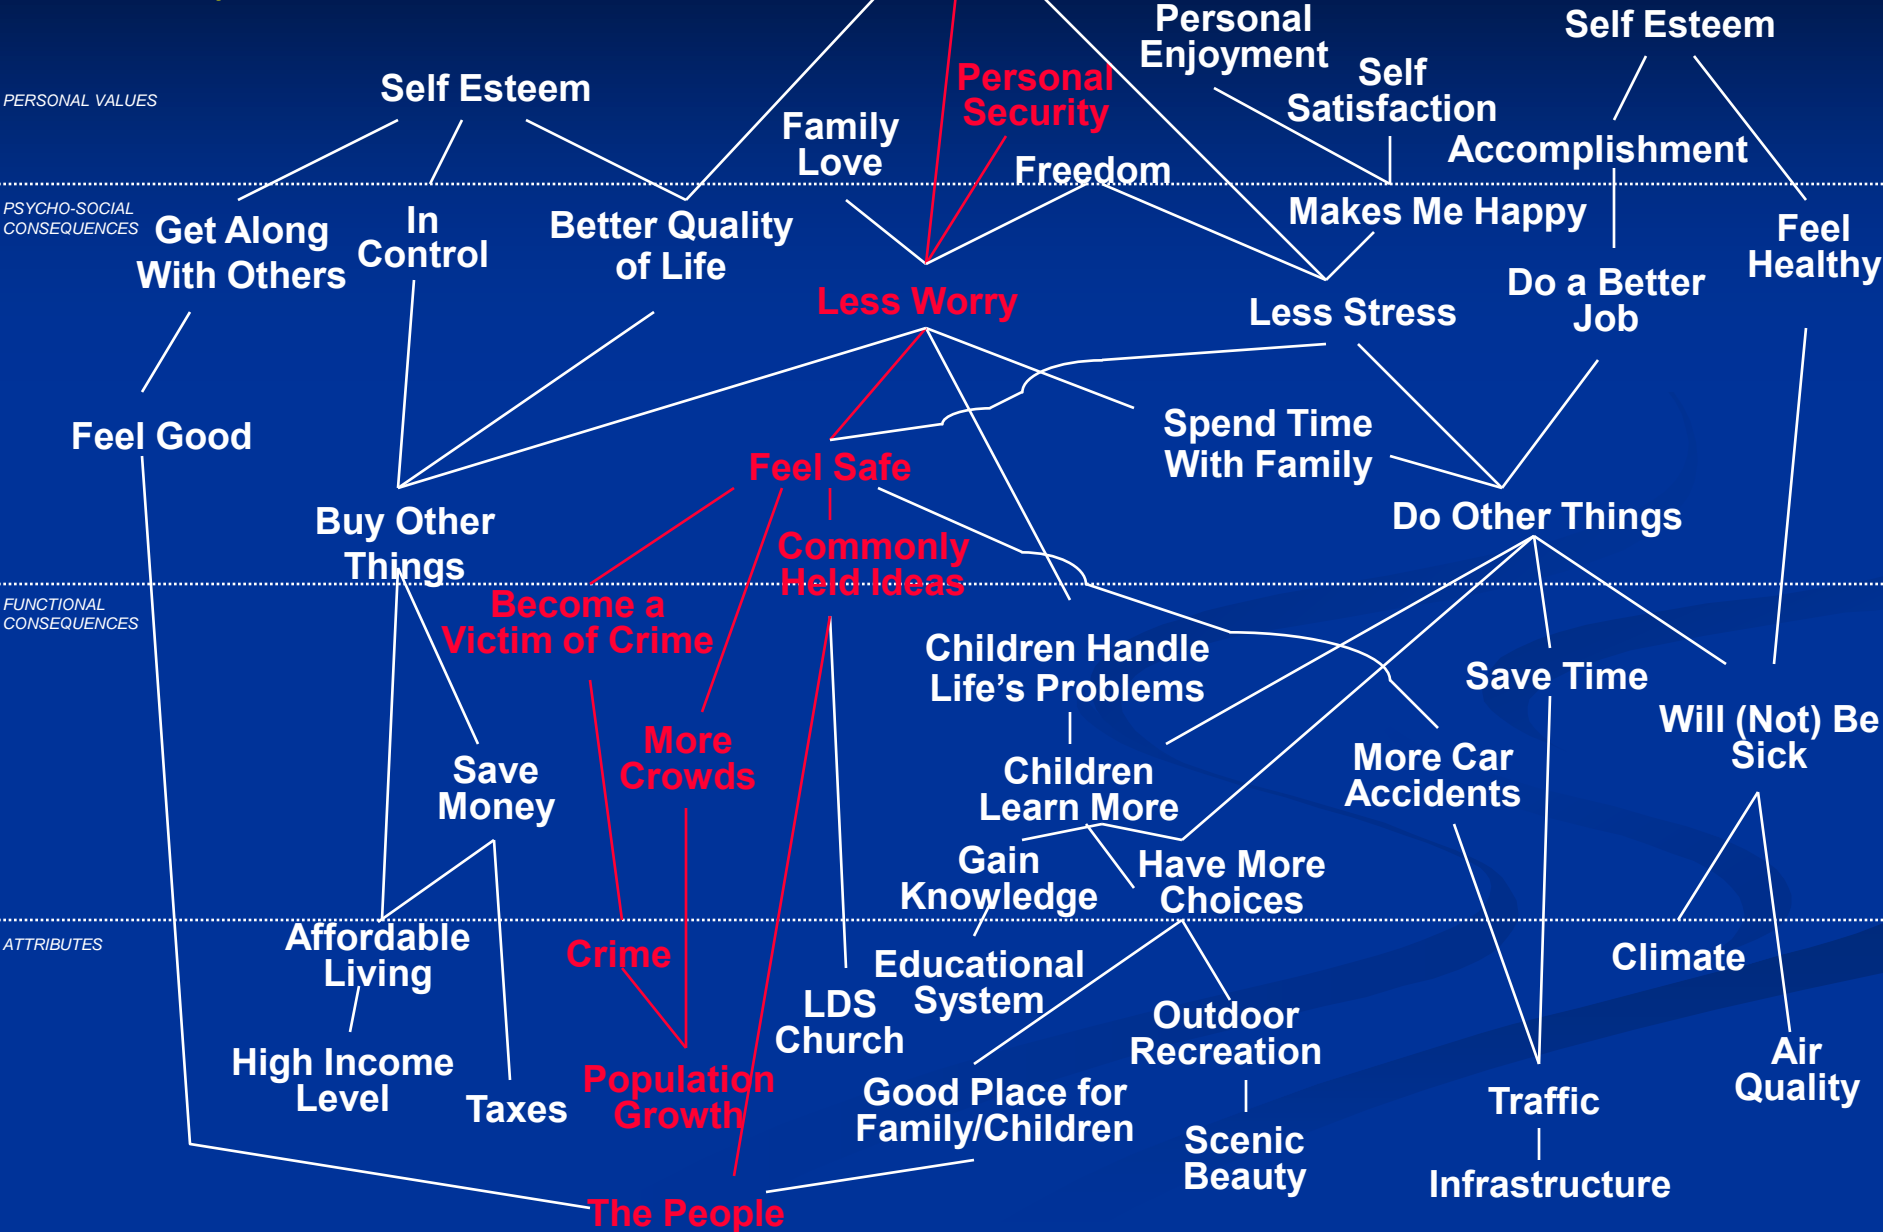 Personal
Enjoyment
Self Esteem
Self Esteem
Personal
Security
Self
Satisfaction
PERSONAL VALUES
Family
Love
Freedom
Accomplishment
PSYCHO-SOCIAL
CONSEQUENCES
Get Along
With Others
In
Control
Better Quality
of Life
Makes Me Happy
Feel
Healthy
Less Worry
Less Stress
Do a Better
Job
Feel Good
Feel Safe
Spend Time
With Family
Buy Other
Things
Do Other Things
Commonly
Held Ideas
FUNCTIONAL
CONSEQUENCES
Become a
Victim of Crime
Children Handle
Life’s Problems
Save Time
Will (Not) Be
Sick
More
Crowds
Save
Money
Children
Learn More
More Car
Accidents
Gain
Knowledge
Have More
Choices
ATTRIBUTES
Affordable
Living
Crime
Educational
System
Climate
LDS
Church
Outdoor
Recreation
High Income
Level
Taxes
Population
Growth
Good Place for
Family/Children
Traffic
Air
Quality
Scenic
Beauty
Infrastructure
The People